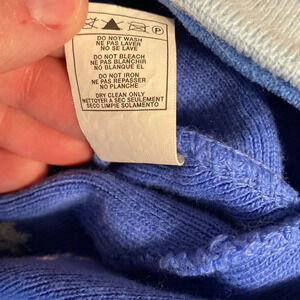 P
DO NOT WASH
NE PAS LAVER
NO SE LAVE
DO NOT BLEACH
NE PAS BLANCHIR
NO BLANQUE EL
DO NOT IRON
NE PAS REPASSER
NO PLANCHE
DRY CLEAN ONLY
NETTOYER A SEC SEULEMENT
SECO LIMPIE SOLAMENTO